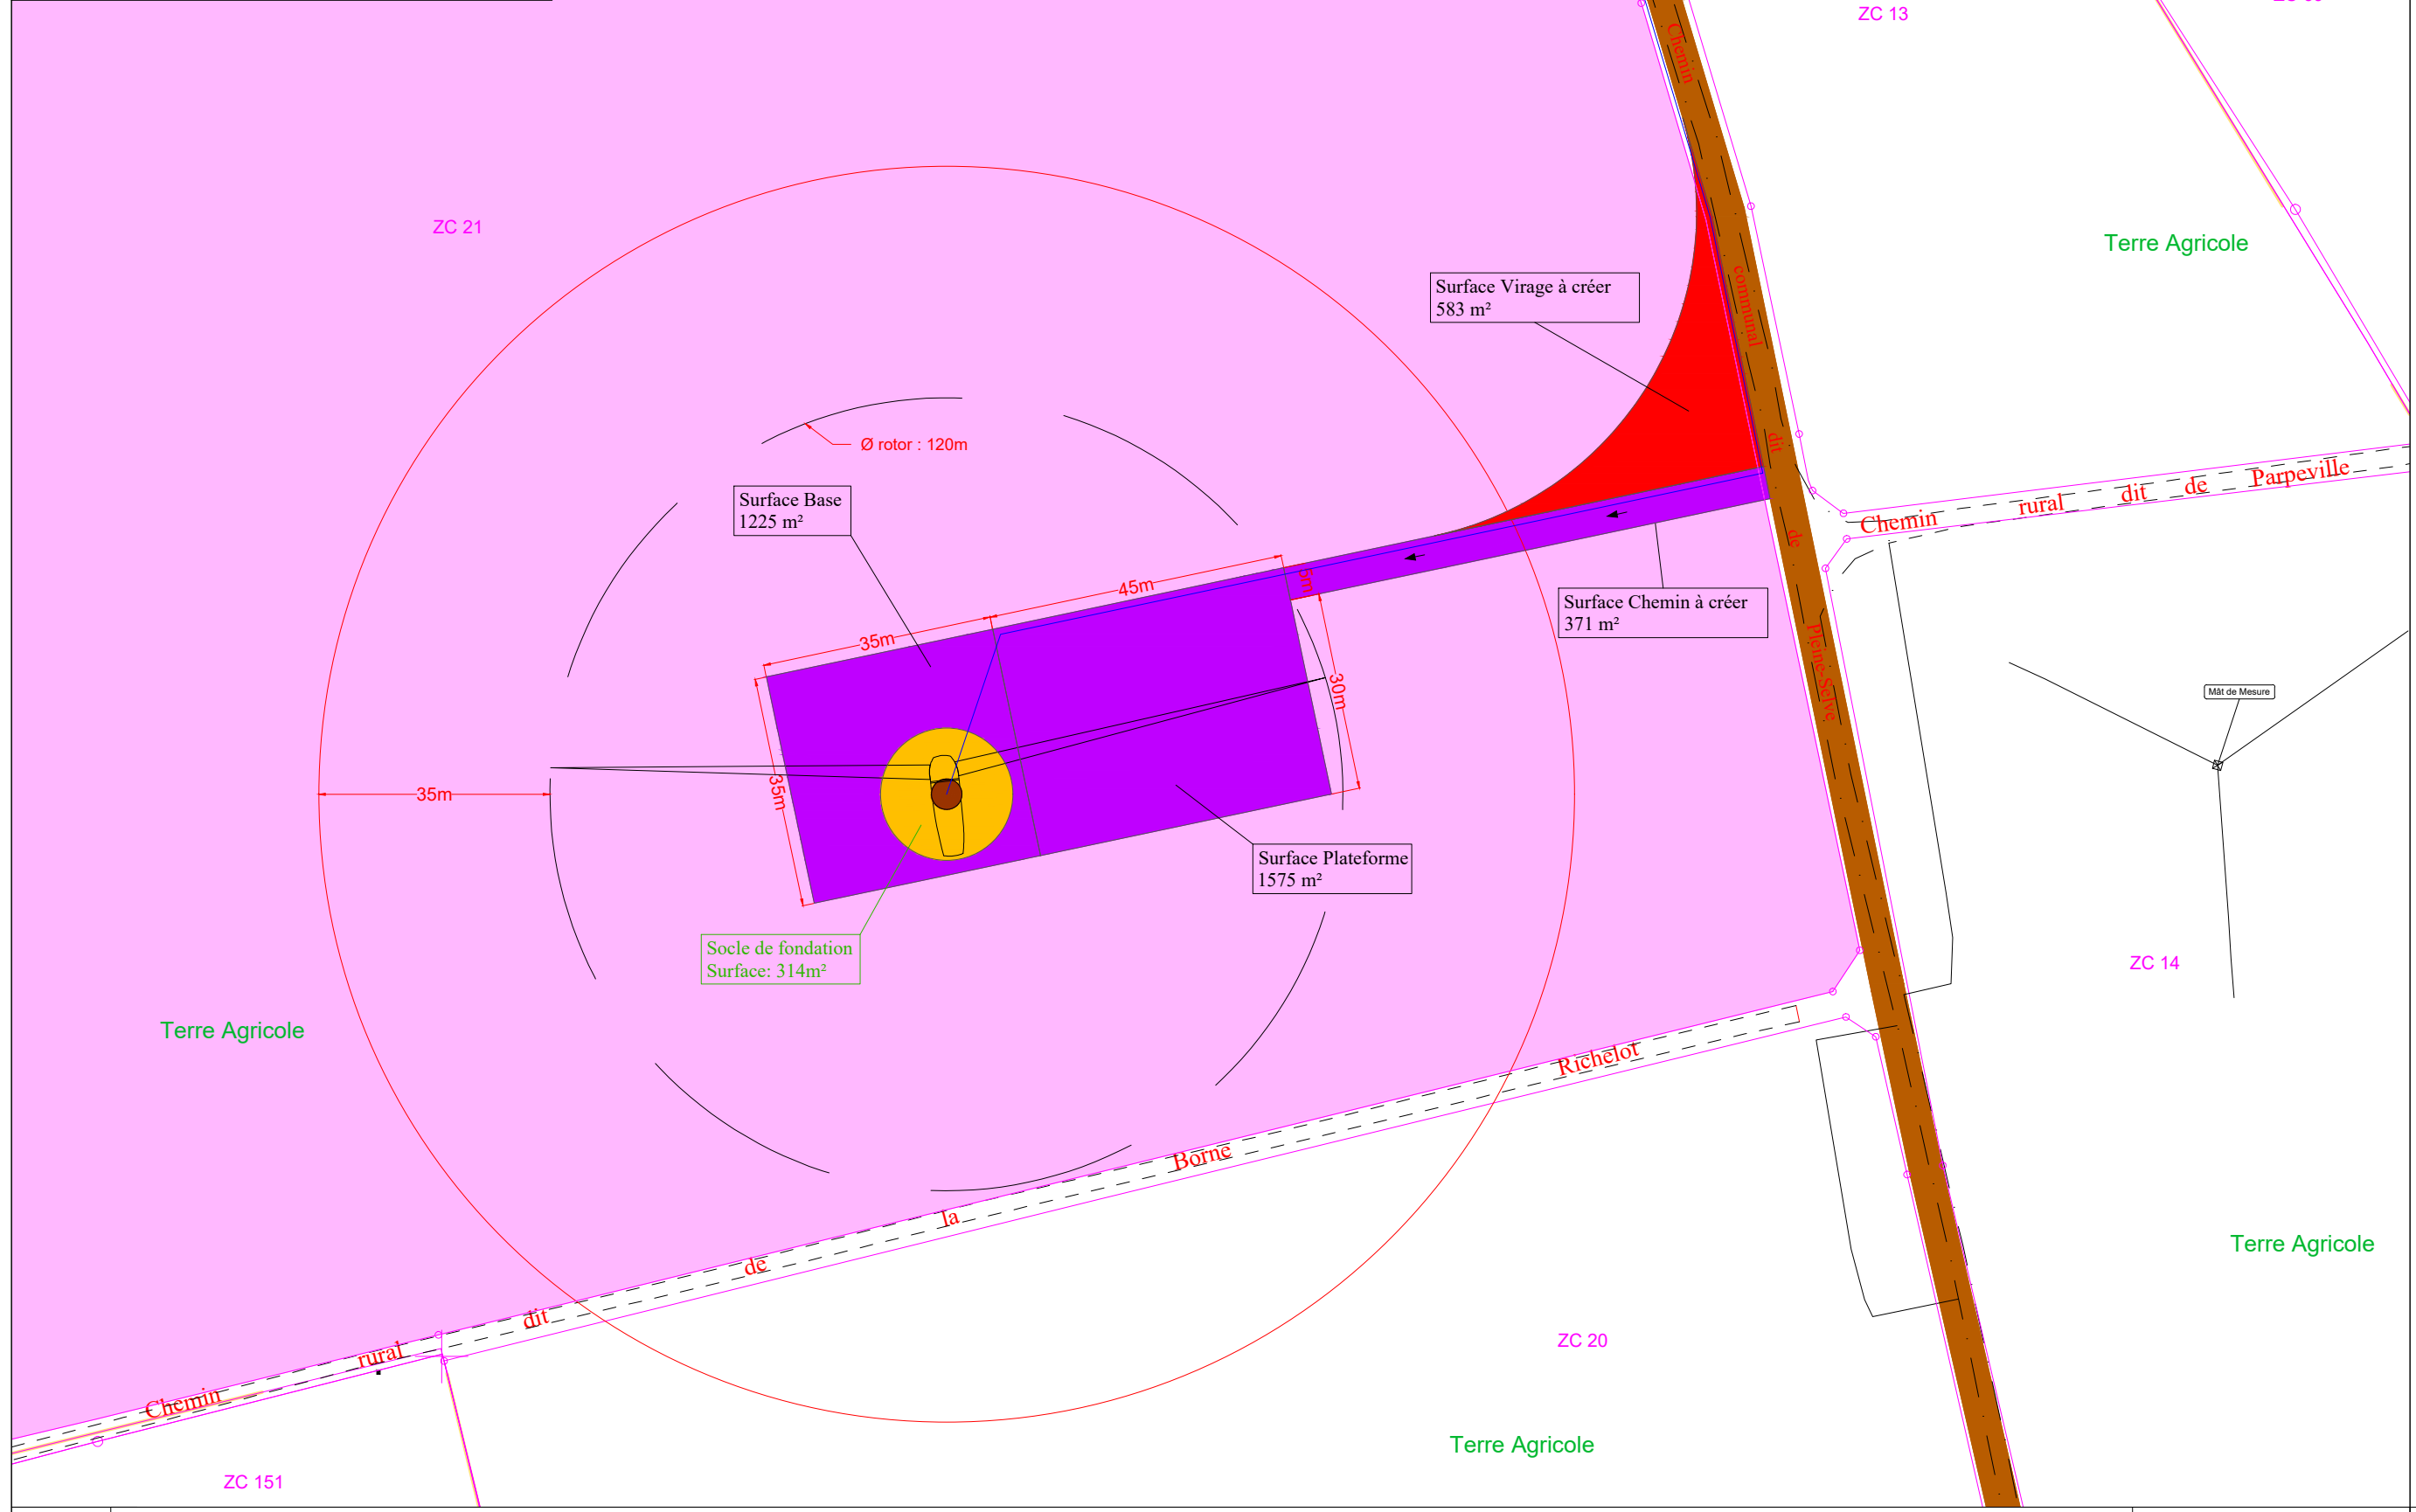 ZC 13
Chemin
ZC 21
Terre Agricole
Surface Virage à créer
583 m²
communal
Ø rotor : 120m
dit
Surface Base
1225 m²
Chemin rural dit de Parpeville
de
45m
5m
Surface Chemin à créer
371 m²
35m
Pleine-Selve
30m
Mât de Mesure
35m
35m
Surface Plateforme
1575 m²
Socle de fondation
Surface: 314m²
ZC 14
Terre Agricole
Chemin rural dit de la Borne Richelot
Terre Agricole
ZC 20
Terre Agricole
ZC 151